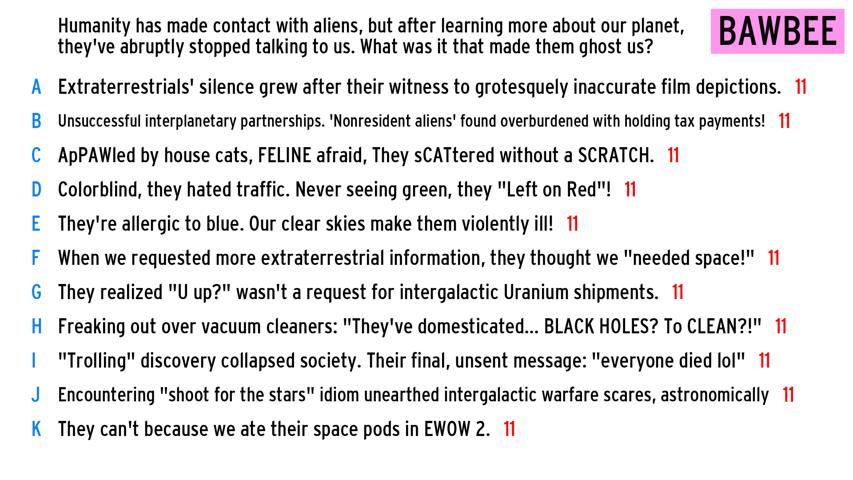 Humanity has made contact with aliens, but after learning more about our planet,
they've abruptly stopped talking to us. What was it that made them ghost us?
BAWBEE
A Extraterrestrials' silence grew after their witness to grotesquely inaccurate film depictions. 11
B Unsuccessful interplanetary partnerships. 'Nonresident aliens' found overburdened with holding tax payments! 11
C ApPAWled by house cats, FELINE afraid, They sCATtered without a SCRATCH. 11
D Colorblind, they hated traffic. Never seeing green, they "Left on Red"! 11
E They're allergic to blue. Our clear skies make them violently ill! 11
F When we requested more extraterrestrial information, they thought we "needed space!" 11
G They realized "U up?" wasn't a request for intergalactic Uranium shipments. 11
H Freaking out over vacuum cleaners: "They've domesticated... BLACK HOLES? To CLEAN?!" 11
I "Trolling" discovery collapsed society. Their final, unsent message: "everyone died lol" 11
J Encountering "shoot for the stars" idiom unearthed intergalactic warfare scares, astronomically 11
K They can't because we ate their space pods in EWOW 2. 11